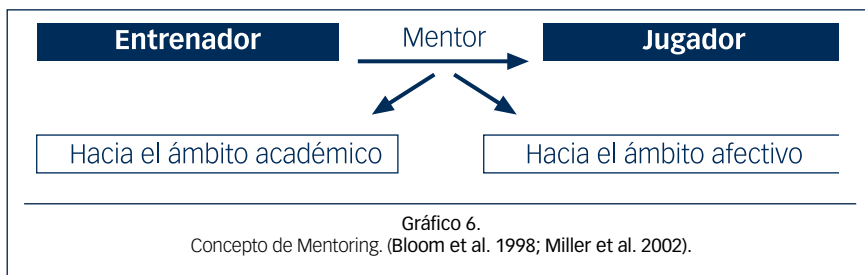 Entrenador Mentor Jugador
Hacia el ámbito académico Hacia el ámbito afectivo
Gráfico 6.
Concepto de Mentoring. (Bloom et al. 1998; Miller et al. 2002).